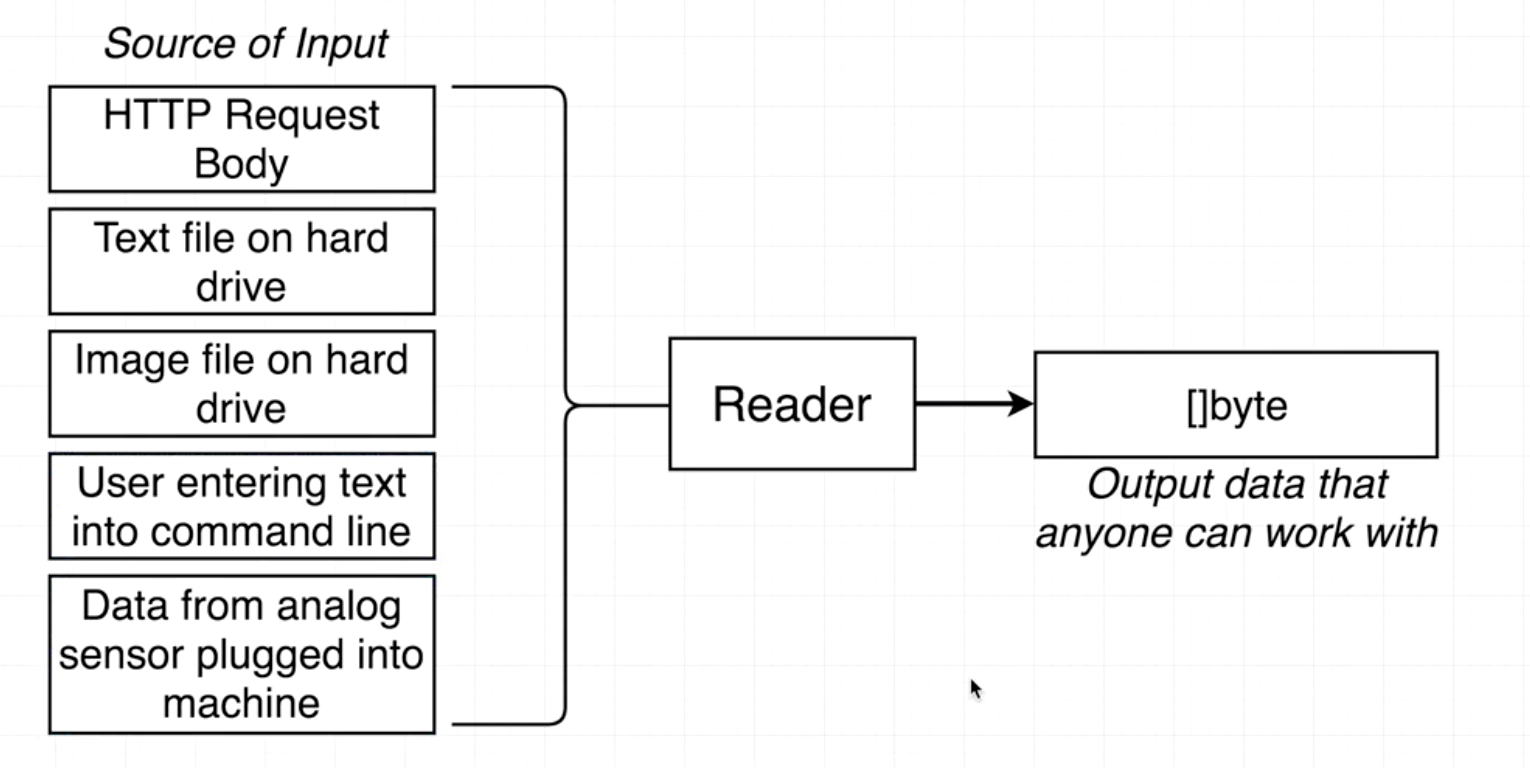 Source of Input
HTTP Request
Body
Text file on hard
drive
Image file on hard
drive
User entering text
into command line
Data from analog
sensor plugged into
machine
Reader
[]byte
Output data that
anyone can work with